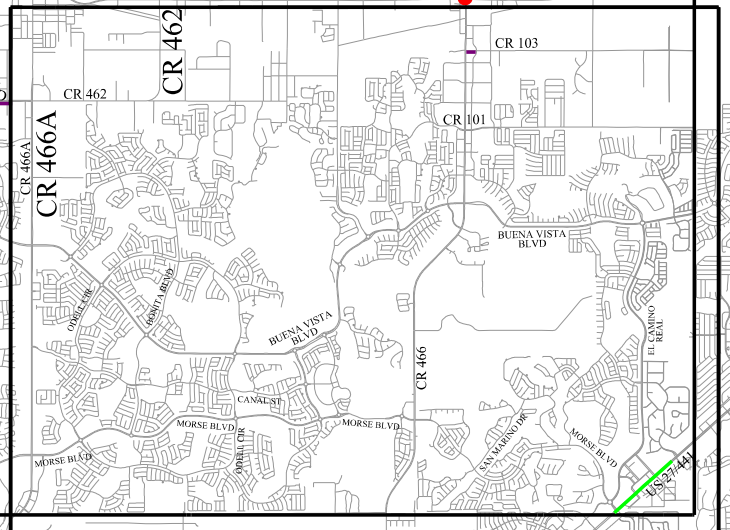 CR 462
CR 103
CR 462
CR 101
CR 466A
CR 466A
BUENA VISTA
BLVD
ODELL CIR
BONITA BLVD
BUENA VISTA
BLVD
EL CAMINO
REAL
CR 466
CANAL ST
MORSE BLVD
MORSE BLVD
ODELL CIR
SAN MARINO DR
MORSE BLVD
MORSE BLVD
US 27/441